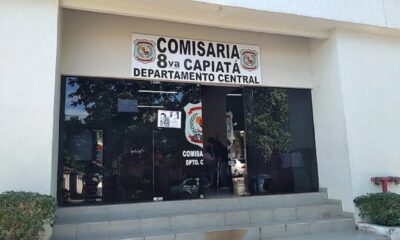 COMISARIA
8va CAPIATÁ
DEPARTAMENTO CENTRAL
COMISA
DPTO. C